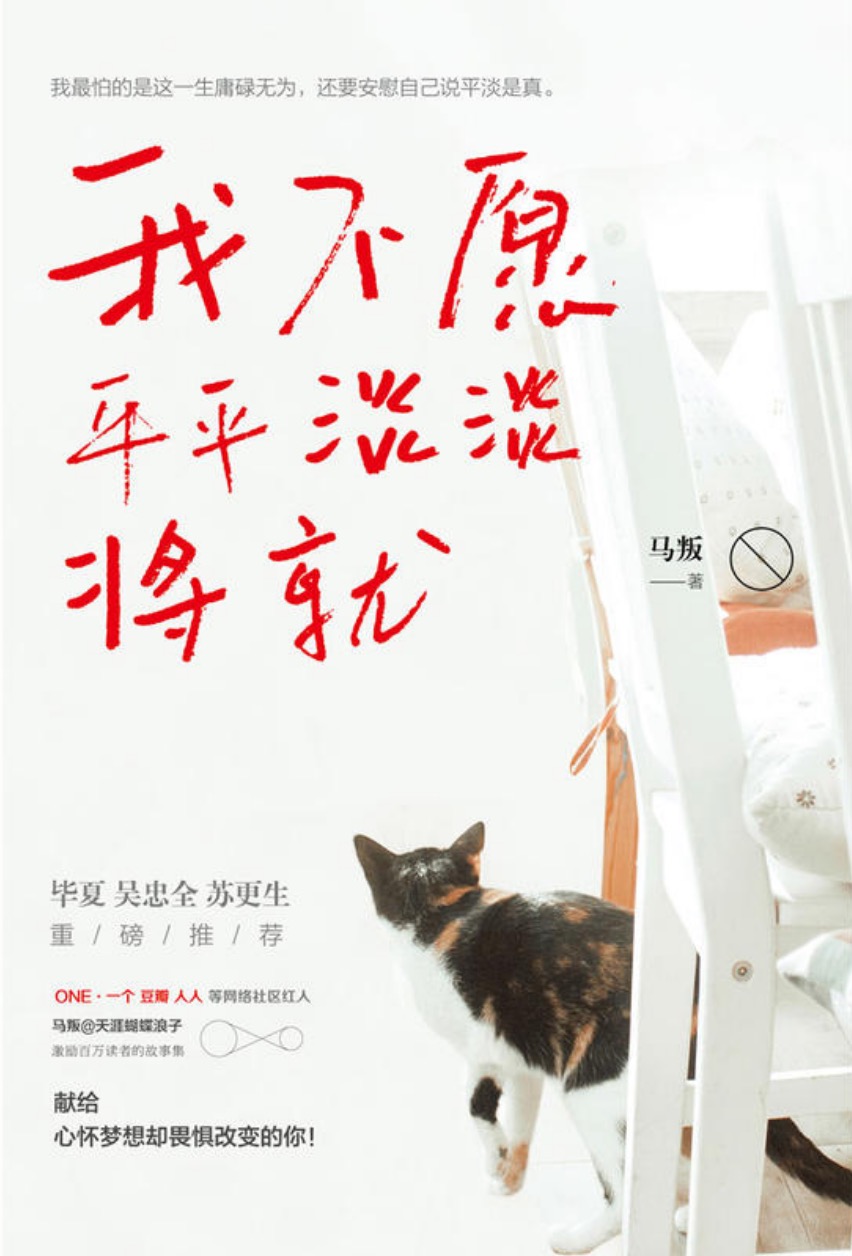 我最怕的是这一生庸碌无为，还要安慰自己说平淡是真。
我不愿
平平淡淡
将就
马叛
——著
毕夏 吴忠全 苏更生
重 / 磅 / 推 / 荐
ONE·一个 豆瓣 人人 等网络社区红人
马叛@天涯蝴蝶浪子
激励百万读者的故事集
献给
心怀梦想却畏惧改变的你！